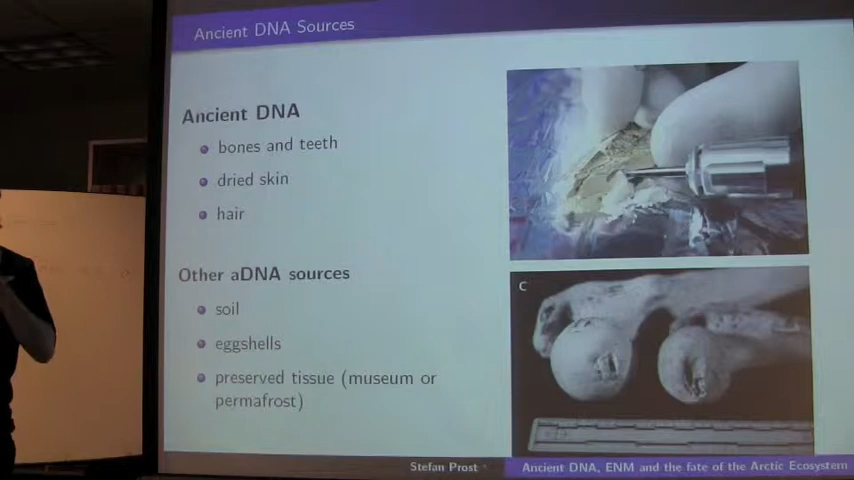 Ancient DNA Sources
Ancient DNA
bones and teeth
dried skin
hair
Other aDNA sources
soil
eggshells
preserved tissue (museum or
permafrost)
C
Stefan Prost
Ancient DNA, ENM and the fate of the Arctic Ecosystem